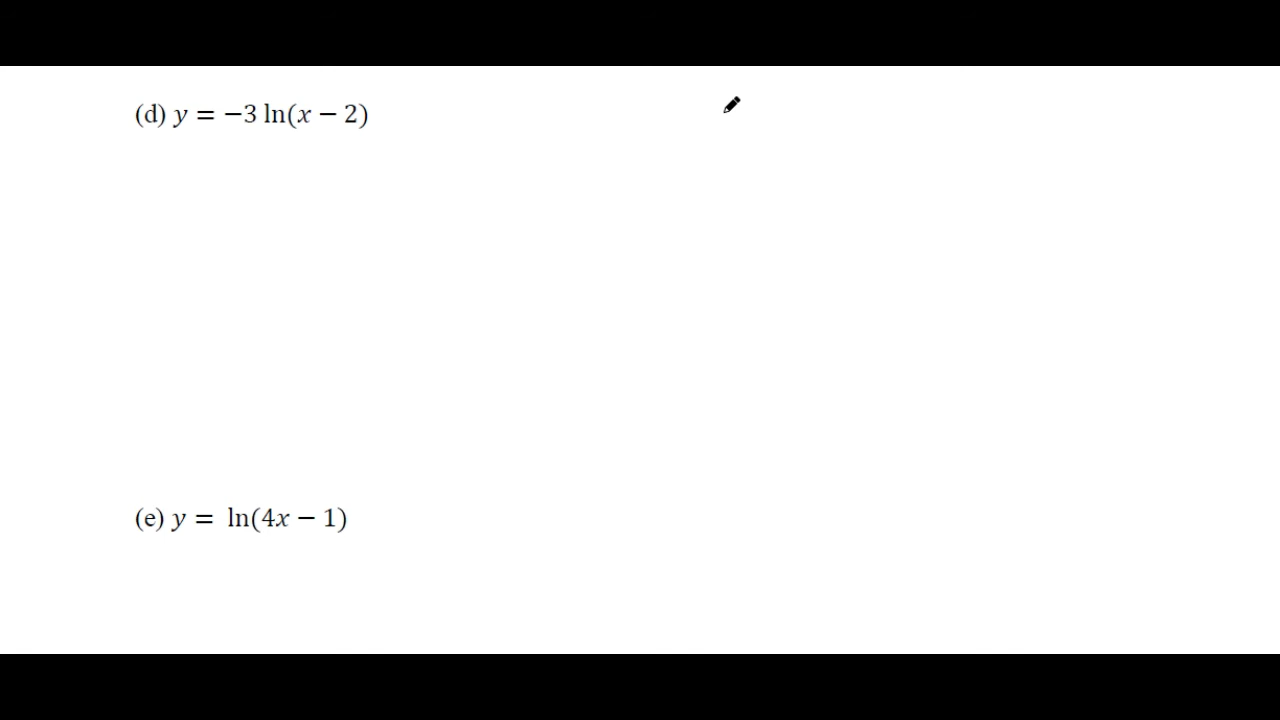 (d) y = −3 ln(x − 2)
(e) y = ln(4x − 1)